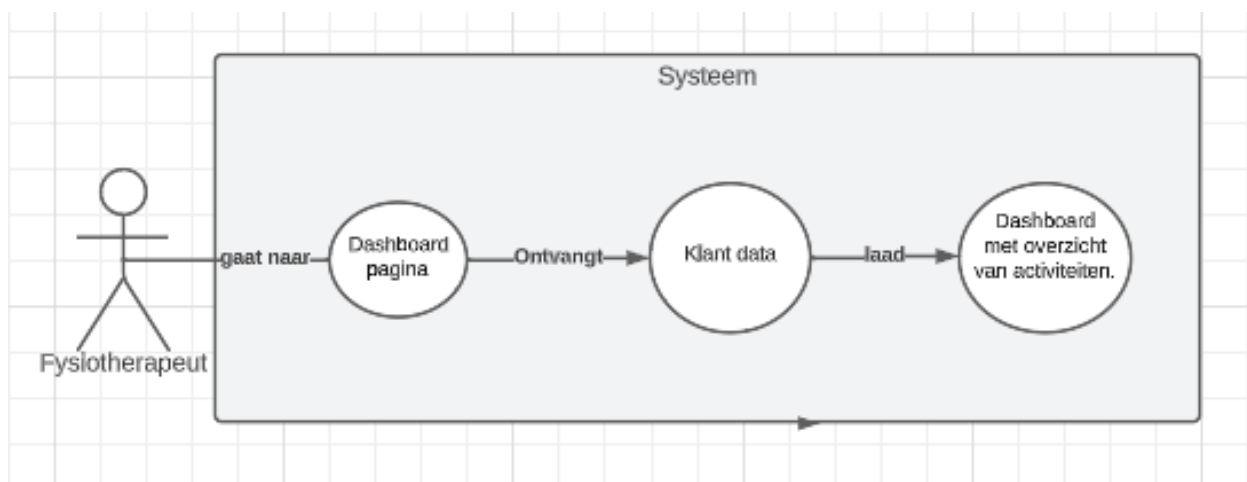 Systeem
gaat naar
Dashboard
pagina
Ontvangt
Klant data
laad
Dashboard
met overzicht
van activiteiten.
Fysiotherapeut